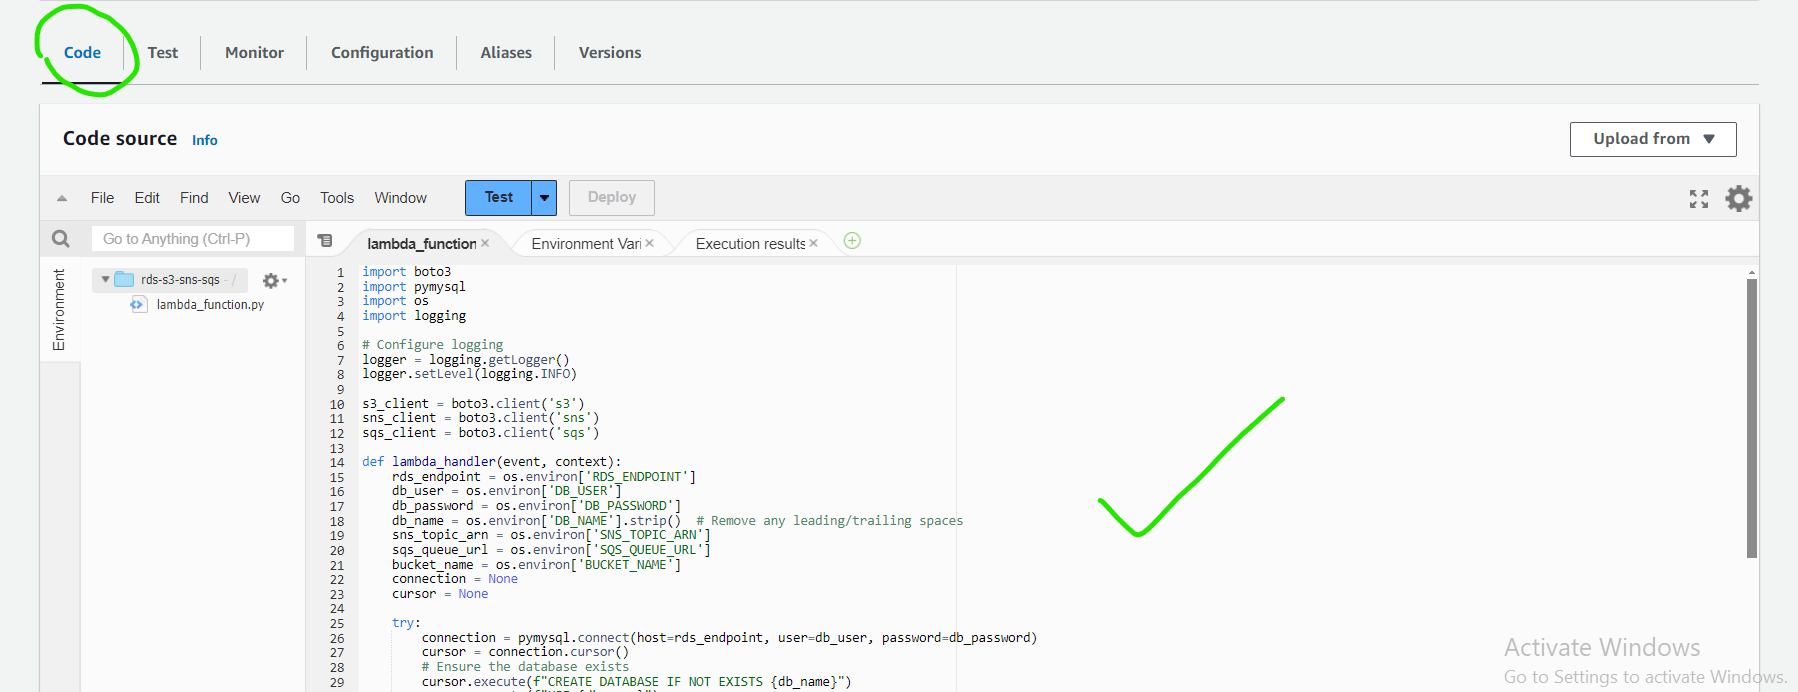 Code Test Monitor Configuration Aliases Versions
Code source Info
Upload from ▼
File Edit Find View Go Tools Window Test Deploy
Go to Anything (Ctrl-P)
lambda_function × Environment Vari × Execution results ×
Environment
rds-s3-sns-sqs - /
lambda_function.py
1 import boto3
2 import pymysql
3 import os
4 import logging
5
6 # Configure logging
7 logger = logging.getLogger()
8 logger.setLevel(logging.INFO)
9
10 s3_client = boto3.client('s3')
11 sns_client = boto3.client('sns')
12 sqs_client = boto3.client('sqs')
13
14 def lambda_handler(event, context):
15     rds_endpoint = os.environ['RDS_ENDPOINT']
16     db_user = os.environ['DB_USER']
17     db_password = os.environ['DB_PASSWORD']
18     db_name = os.environ['DB_NAME'].strip()  # Remove any leading/trailing spaces
19     sns_topic_arn = os.environ['SNS_TOPIC_ARN']
20     sqs_queue_url = os.environ['SQS_QUEUE_URL']
21     bucket_name = os.environ['BUCKET_NAME']
22     connection = None
23     cursor = None
24
25     try:
26         connection = pymysql.connect(host=rds_endpoint, user=db_user, password=db_password)
27         cursor = connection.cursor()
28         # Ensure the database exists
29         cursor.execute(f"CREATE DATABASE IF NOT EXISTS {db_name}")
Activate Windows
Go to Settings to activate Windows.